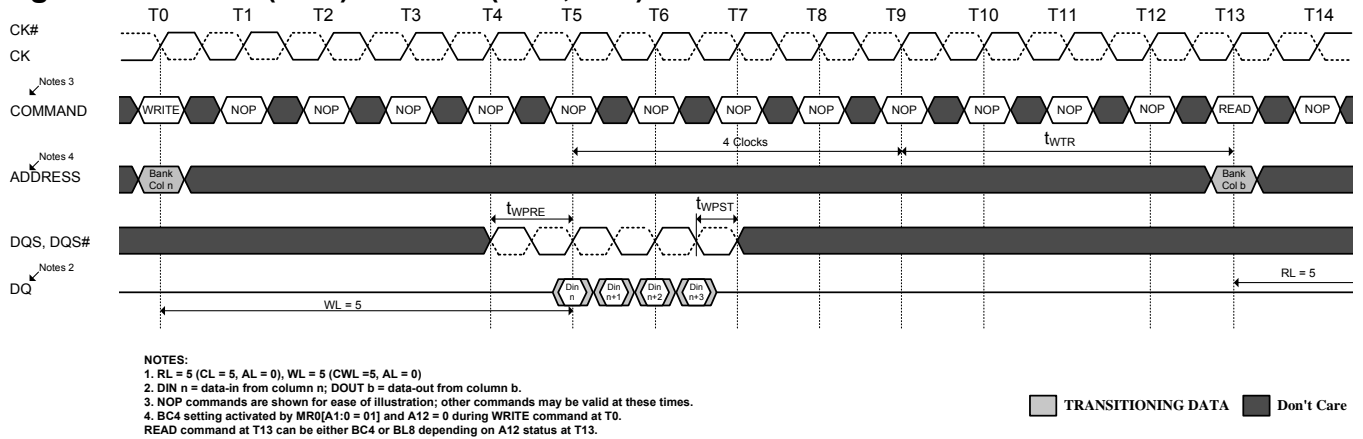 T0 T1 T2 T3 T4 T5 T6 T7 T8 T9 T10 T11 T12 T13 T14
CK#
CK
Notes 3
COMMAND
WRITE NOP NOP NOP NOP NOP NOP NOP NOP NOP NOP NOP NOP READ NOP
4 Clocks
tWTR
Notes 4
ADDRESS
Bank
Col n
Bank
Col b
tWPRE
tWPST
DQS, DQS#
Notes 2
DQ
Din
n
Din
n+1
Din
n+2
Din
n+3
RL = 5
WL = 5
NOTES:
1. RL = 5 (CL = 5, AL = 0), WL = 5 (CWL =5, AL = 0)
2. DIN n = data-in from column n; DOUT b = data-out from column b.
3. NOP commands are shown for ease of illustration; other commands may be valid at these times.
4. BC4 setting activated by MR0[A1:0 = 01] and A12 = 0 during WRITE command at T0.
READ command at T13 can be either BC4 or BL8 depending on A12 status at T13.
TRANSITIONING DATA
Don't Care